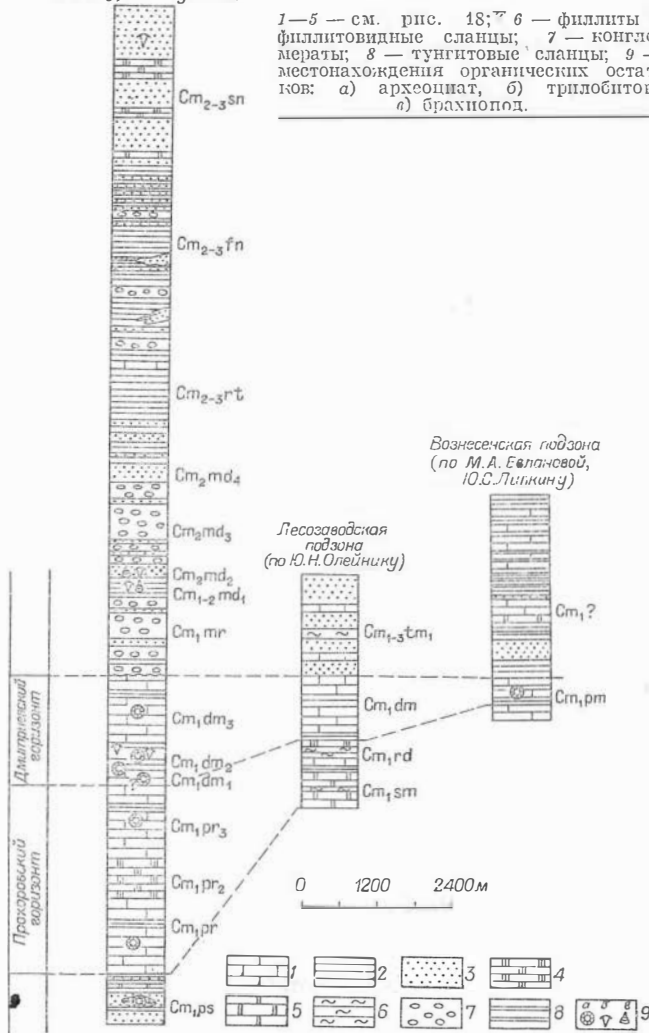 1—5 — см. рис. 18; 6 — филлиты
филлитовидные сланцы; 7 — конгло
мераты; 8 — тунгитовые сланцы; 9 —
местонахождения органических остат
ков: а) археоциат, б) трилобитов
в) брахиопод.
Cm₂₋₃sn
Cm₂₋₃fn
Cm₂₋₃rt
Cm₂md₄
Cm₂md₃
Cm₂md₂
Cm₁₋₂md₁
Cm₁mr
Cm₁dm₃
Cm₁dm₂
Cm₁dm₁
Cm₁pr₃
Cm₁pr₂
Cm₁pr
Cm₁ps
Дмитриевский
горизонт
Прохоровский
горизонт
Лесозаводская
подзона
(по Ю.Н.Олейнику)
Cm₁₋₃tm₁
Cm₁dm
Cm₁rd
Cm₁sm
Вознесенская подзона
(по М.А. Евлановой,
Ю.С.Липкину)
Cm₁?
Cm₁pm
0 1200 2400м
1 2 3 4
5 6 7 8 9